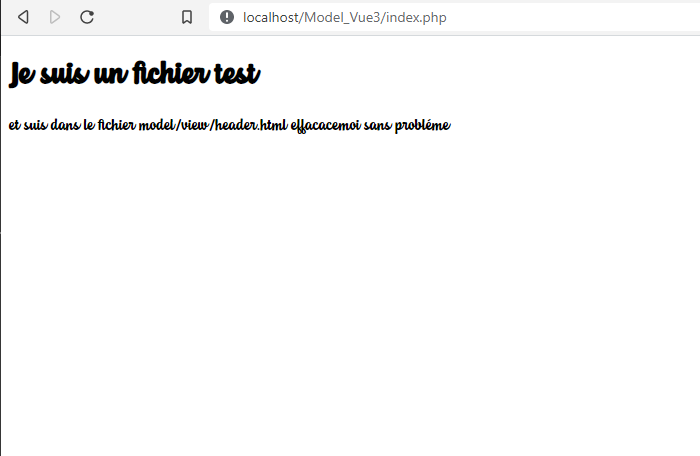 localhost/Model_Vue3/index.php
Je suis un fichier test
et suis dans le fichier model/view/header.html effacacemoi sans probléme